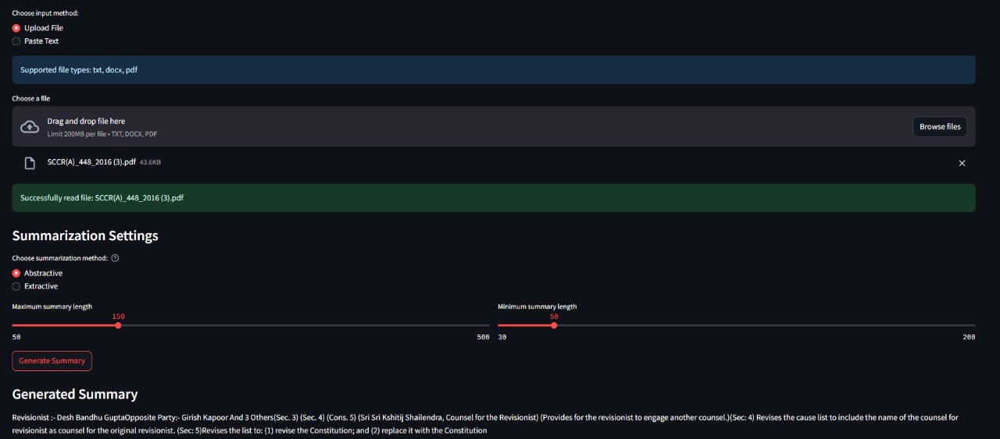 Choose input method:
Upload File
Paste Text
Supported file types: txt, docx, pdf
Choose a file
Drag and drop file here
Limit 200MB per file • TXT, DOCX, PDF
Browse files
SCCR(A)_448_2016 (3).pdf 43.6KB
Successfully read file: SCCR(A)_448_2016 (3).pdf
Summarization Settings
Choose summarization method:
Abstractive
Extractive
Maximum summary length
150
50 500
Minimum summary length
50
30 200
Generate Summary
Generated Summary
Revisionist :- Desh Bandhu GuptaOpposite Party:- Girish Kapoor And 3 Others(Sec. 3) (Sec. 4) (Cons. 5) (Sri Sri Kshitij Shailendra, Counsel for the Revisionist) (Provides for the revisionist to engage another counsel.)(Sec: 4) Revises the cause list to include the name of the counsel for
revisionist as counsel for the original revisionist. (Sec: 5)Revises the list to: (1) revise the Constitution; and (2) replace it with the Constitution